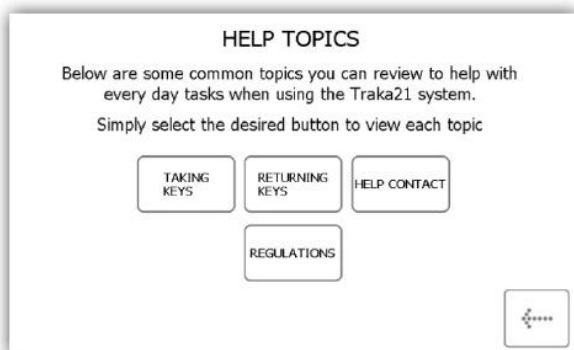 HELP TOPICS
Below are some common topics you can review to help with
every day tasks when using the Traka21 system.
Simply select the desired button to view each topic
TAKING
KEYS
RETURNING
KEYS
HELP CONTACT
REGULATIONS